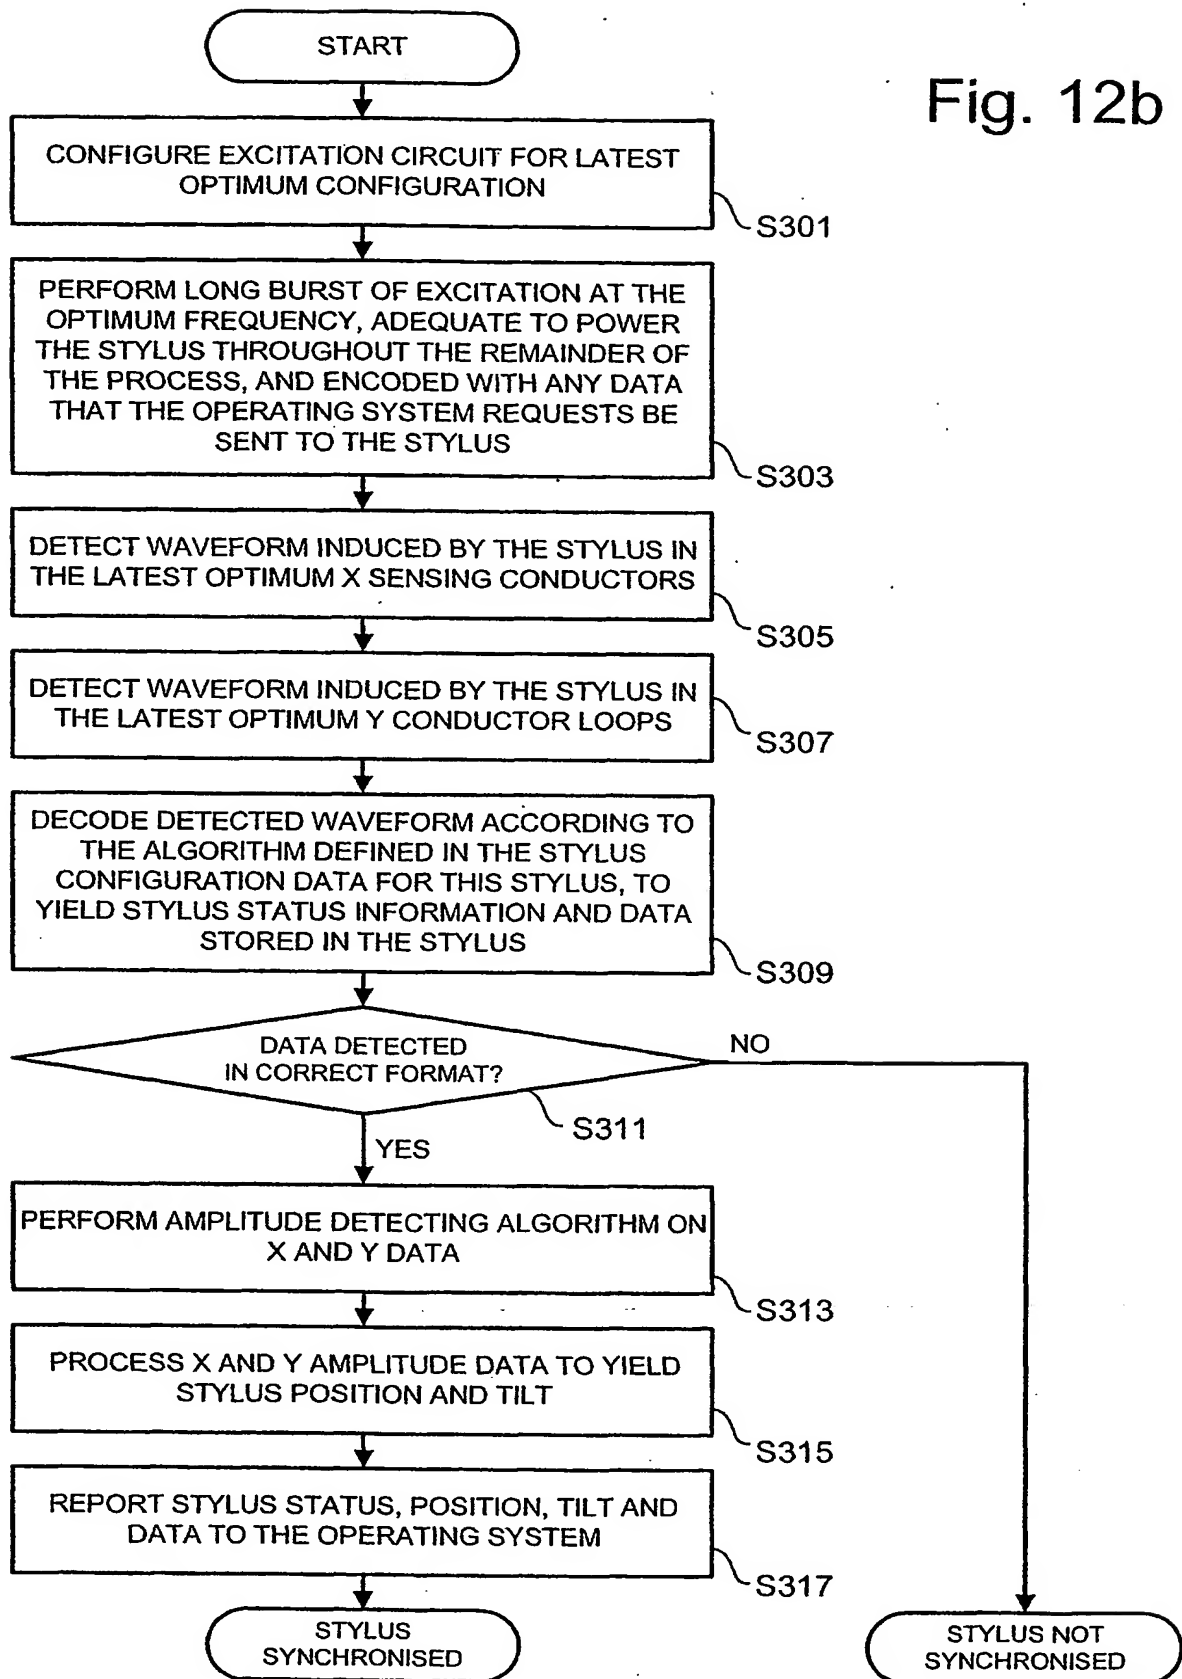 START
Fig. 12b
CONFIGURE EXCITATION CIRCUIT FOR LATEST
OPTIMUM CONFIGURATION
S301
PERFORM LONG BURST OF EXCITATION AT THE
OPTIMUM FREQUENCY, ADEQUATE TO POWER
THE STYLUS THROUGHOUT THE REMAINDER OF
THE PROCESS, AND ENCODED WITH ANY DATA
THAT THE OPERATING SYSTEM REQUESTS BE
SENT TO THE STYLUS
S303
DETECT WAVEFORM INDUCED BY THE STYLUS IN
THE LATEST OPTIMUM X SENSING CONDUCTORS
S305
DETECT WAVEFORM INDUCED BY THE STYLUS IN
THE LATEST OPTIMUM Y CONDUCTOR LOOPS
S307
DECODE DETECTED WAVEFORM ACCORDING TO
THE ALGORITHM DEFINED IN THE STYLUS
CONFIGURATION DATA FOR THIS STYLUS, TO
YIELD STYLUS STATUS INFORMATION AND DATA
STORED IN THE STYLUS
S309
DATA DETECTED
IN CORRECT FORMAT?
NO
S311
YES
PERFORM AMPLITUDE DETECTING ALGORITHM ON
X AND Y DATA
S313
PROCESS X AND Y AMPLITUDE DATA TO YIELD
STYLUS POSITION AND TILT
S315
REPORT STYLUS STATUS, POSITION, TILT AND
DATA TO THE OPERATING SYSTEM
S317
STYLUS
SYNCHRONISED
STYLUS NOT
SYNCHRONISED